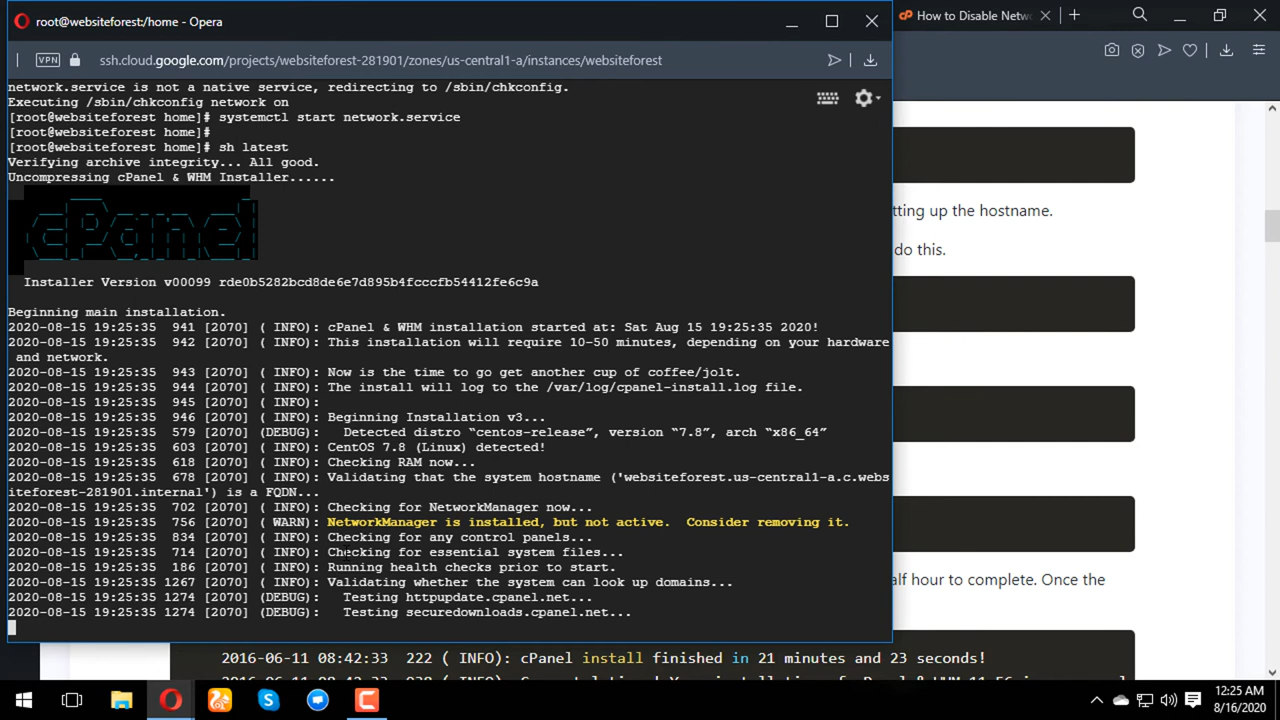 root@websiteforest:/home - Opera
How to Disable Netw
VPN
ssh.cloud.google.com/projects/websiteforest-281901/zones/us-central1-a/instances/websiteforest
network.service is not a native service, redirecting to /sbin/chkconfig.
Executing /sbin/chkconfig network on
[root@websiteforest home]# systemctl start network.service
[root@websiteforest home]#
[root@websiteforest home]# sh latest
Verifying archive integrity... All good.
Uncompressing cPanel & WHM Installer......
cPanel
Installer Version v00099 rde0b5282bcd8de6e7d895b4fcccfb54412fe6c9a
Beginning main installation.
2020-08-15 19:25:35  941 [2070] ( INFO): cPanel & WHM installation started at: Sat Aug 15 19:25:35 2020!
2020-08-15 19:25:35  942 [2070] ( INFO): This installation will require 10-50 minutes, depending on your hardware
and network.
2020-08-15 19:25:35  943 [2070] ( INFO): Now is the time to go get another cup of coffee/jolt.
2020-08-15 19:25:35  944 [2070] ( INFO): The install will log to the /var/log/cpanel-install.log file.
2020-08-15 19:25:35  945 [2070] ( INFO):
2020-08-15 19:25:35  946 [2070] ( INFO): Beginning Installation v3...
2020-08-15 19:25:35  579 [2070] (DEBUG):   Detected distro “centos-release”, version “7.8”, arch “x86_64”
2020-08-15 19:25:35  603 [2070] ( INFO): CentOS 7.8 (Linux) detected!
2020-08-15 19:25:35  618 [2070] ( INFO): Checking RAM now...
2020-08-15 19:25:35  678 [2070] ( INFO): Validating that the system hostname ('websiteforest.us-central1-a.c.webs
iteforest-281901.internal') is a FQDN...
2020-08-15 19:25:35  702 [2070] ( INFO): Checking for NetworkManager now...
2020-08-15 19:25:35  756 [2070] ( WARN): NetworkManager is installed, but not active.  Consider removing it.
2020-08-15 19:25:35  834 [2070] ( INFO): Checking for any control panels...
2020-08-15 19:25:35  714 [2070] ( INFO): Checking for essential system files...
2020-08-15 19:25:35  186 [2070] ( INFO): Running health checks prior to start.
2020-08-15 19:25:35 1267 [2070] ( INFO): Validating whether the system can look up domains...
2020-08-15 19:25:35 1274 [2070] (DEBUG):   Testing httpupdate.cpanel.net...
2020-08-15 19:25:35 1274 [2070] (DEBUG):   Testing securedownloads.cpanel.net...
tting up the hostname.
do this.
alf hour to complete. Once the
2016-06-11 08:42:33  222 ( INFO): cPanel install finished in 21 minutes and 23 seconds!
12:25 AM
8/16/2020